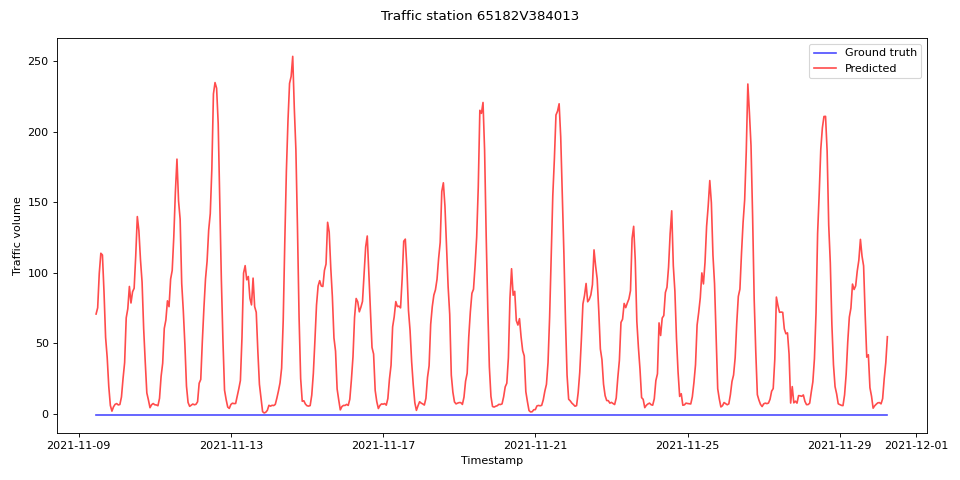 Traffic station 65182V384013
Ground truth
Predicted
Traffic volume
250
200
150
100
50
0
2021-11-09
2021-11-13
2021-11-17
2021-11-21
2021-11-25
2021-11-29
2021-12-01
Timestamp